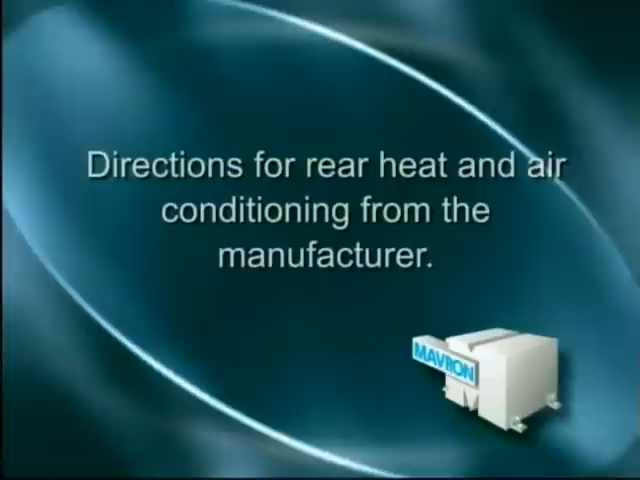 Directions for rear heat and air
conditioning from the
manufacturer.
MAVRON